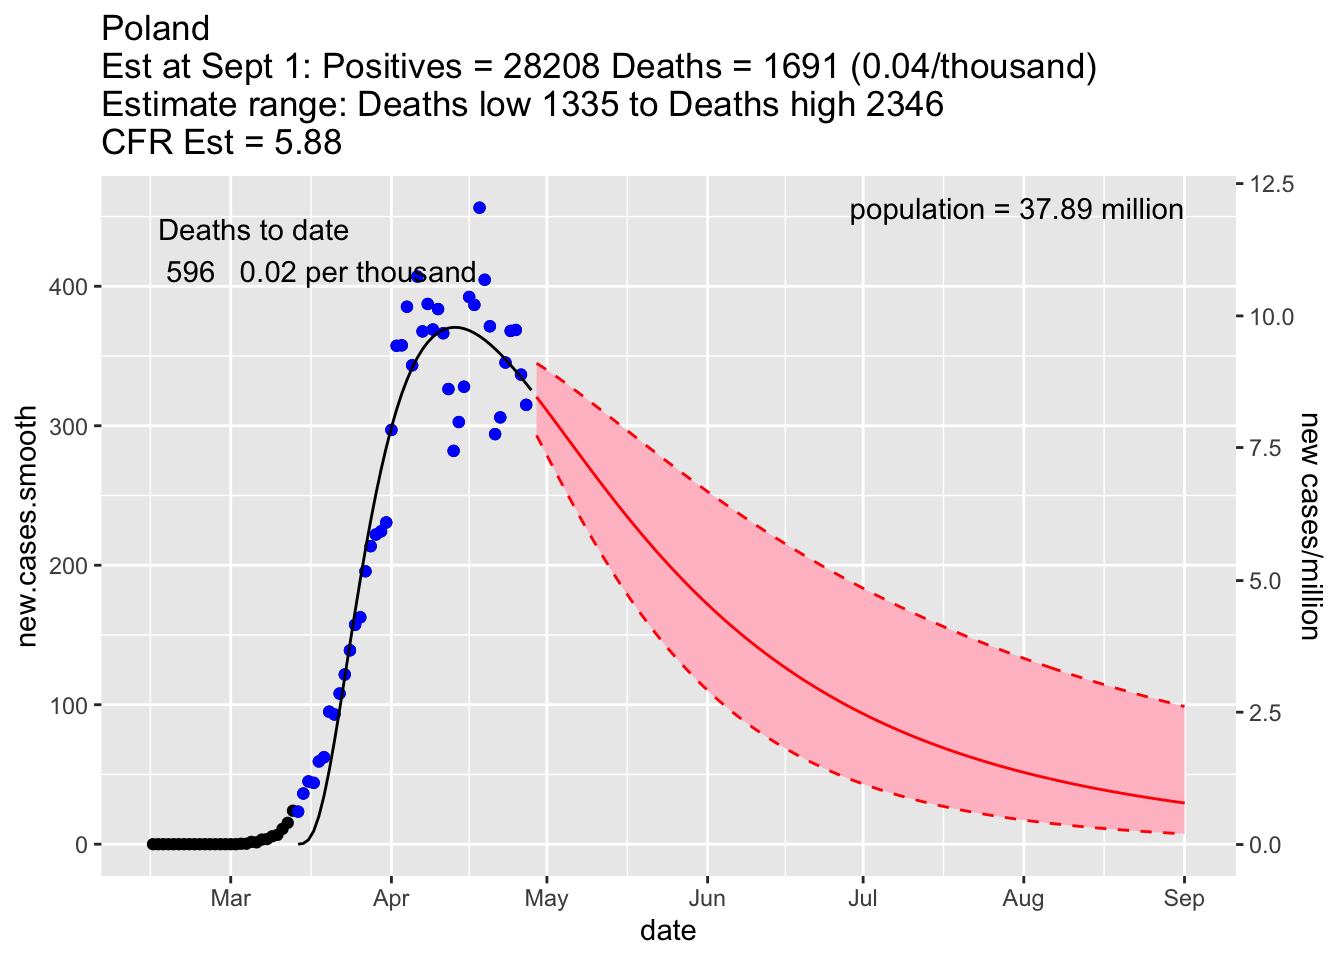 Poland
Est at Sept 1: Positives = 28208 Deaths = 1691 (0.04/thousand)
Estimate range: Deaths low 1335 to Deaths high 2346
CFR Est = 5.88
Deaths to date
596 0.02 per thousand
population = 37.89 million
400
300
200
100
0
new.cases.smooth
12.5
10.0
7.5
5.0
2.5
0.0
new cases/million
Mar Apr May Jun Jul Aug Sep
date